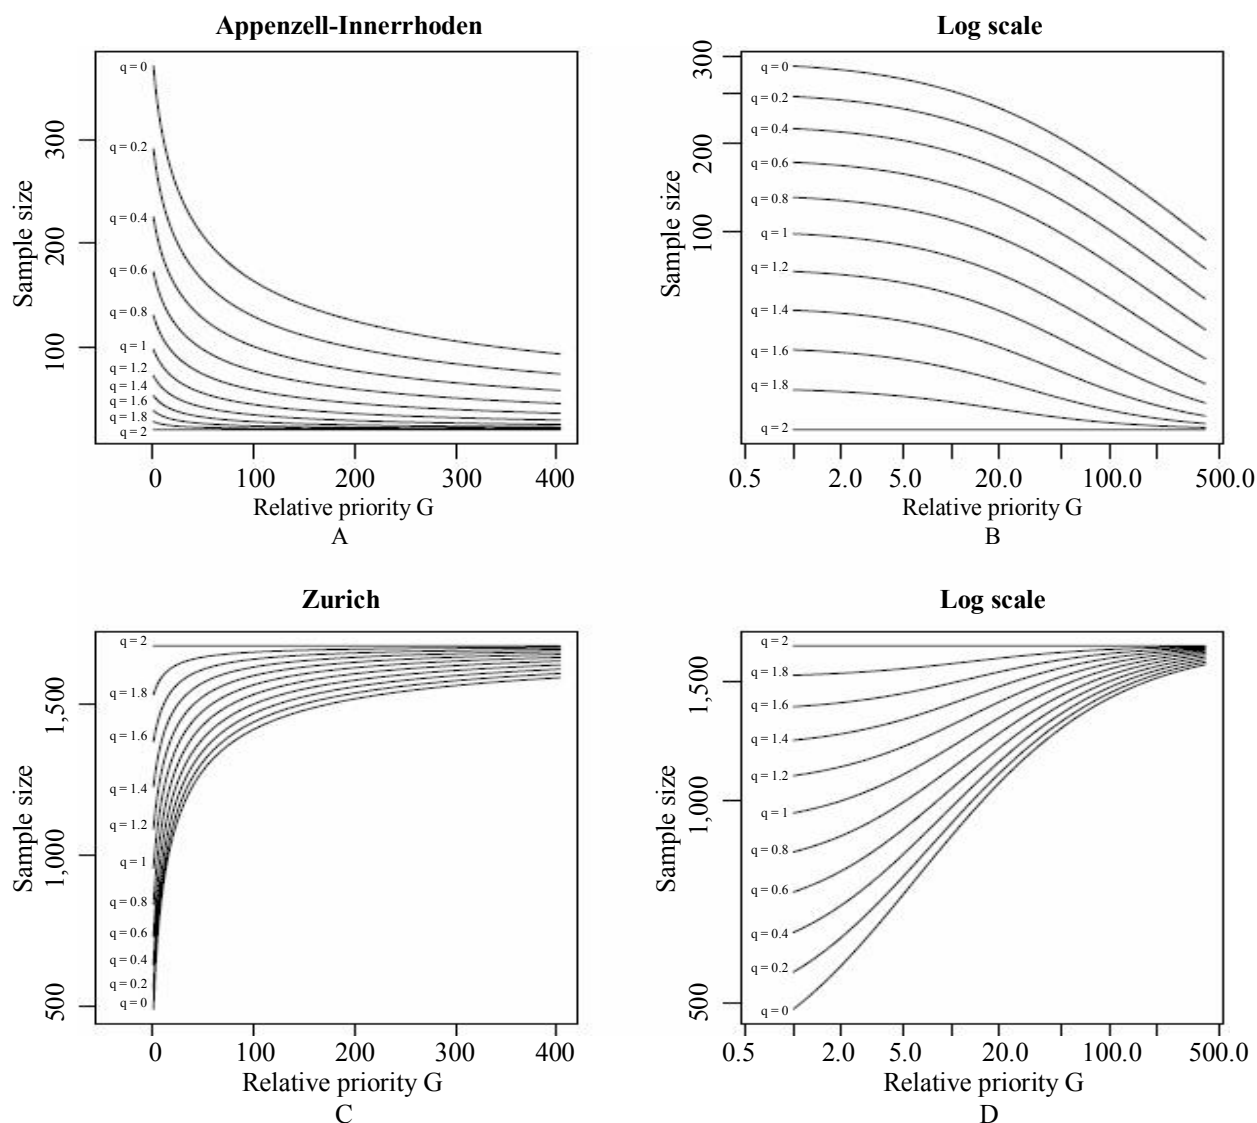 Appenzell-Innerrhoden
Sample size
300
200
100
q = 0
q = 0.2
q = 0.4
q = 0.6
q = 0.8
q = 1
q = 1.2
q = 1.4
q = 1.6
q = 1.8
q = 2
0 100 200 300 400
Relative priority G
A
Log scale
Sample size
300
200
100
q = 0
q = 0.2
q = 0.4
q = 0.6
q = 0.8
q = 1
q = 1.2
q = 1.4
q = 1.6
q = 1.8
q = 2
0.5 2.0 5.0 20.0 100.0 500.0
Relative priority G
B
Zurich
Sample size
1,500
1,000
500
q = 2
q = 1.8
q = 1.6
q = 1.4
q = 1.2
q = 1
q = 0.8
q = 0.6
q = 0.4
q = 0.2
q = 0
0 100 200 300 400
Relative priority G
C
Log scale
Sample size
1,500
1,000
500
q = 2
q = 1.8
q = 1.6
q = 1.4
q = 1.2
q = 1
q = 0.8
q = 0.6
q = 0.4
q = 0.2
q = 0
0.5 2.0 5.0 20.0 100.0 500.0
Relative priority G
D